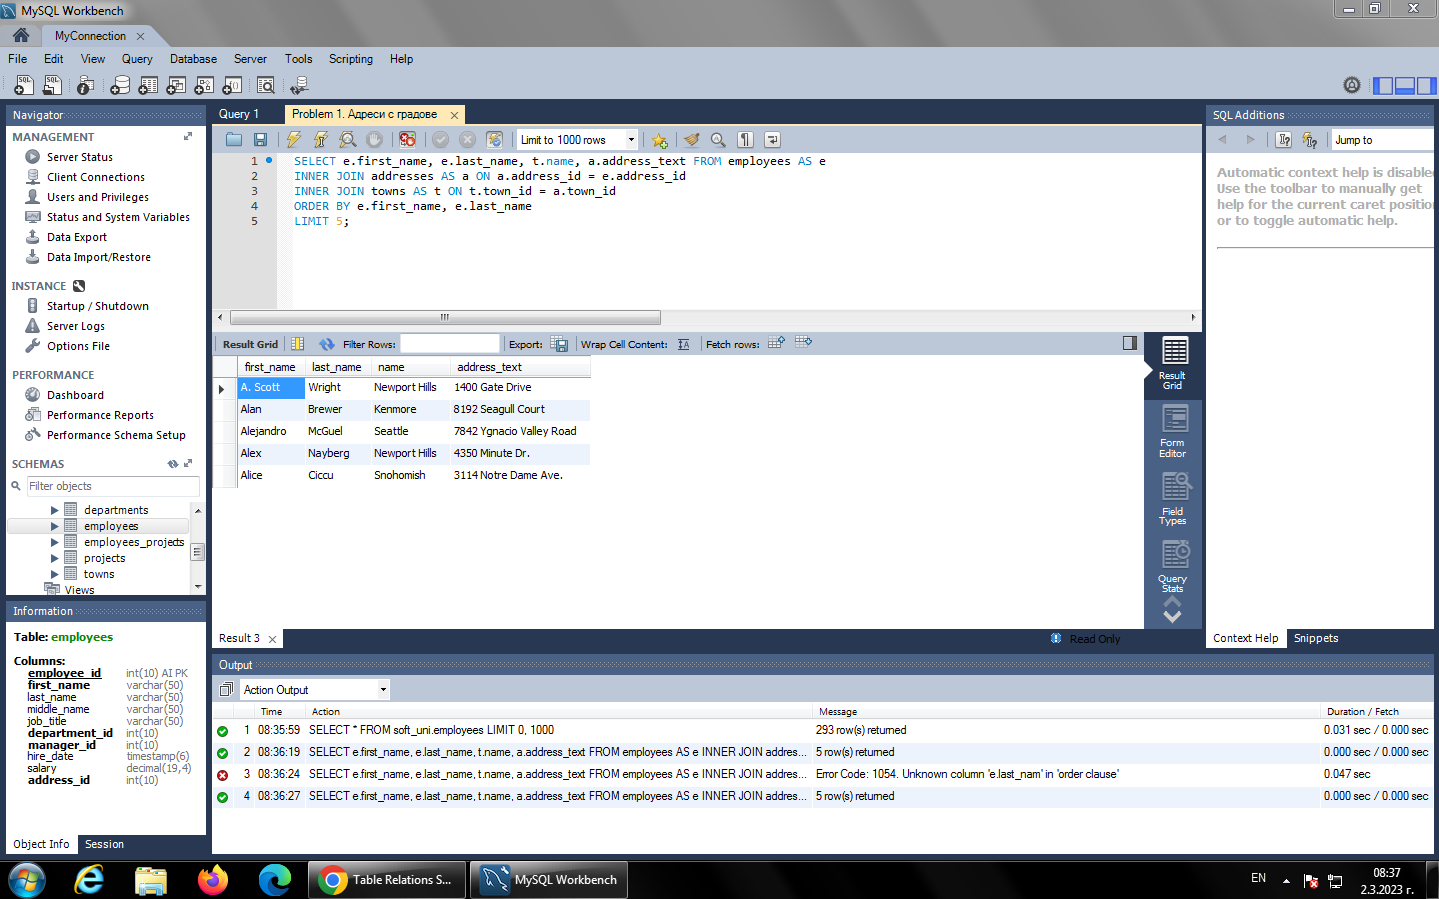 MySQL Workbench
MyConnection
File Edit View Query Database Server Tools Scripting Help
Navigator
MANAGEMENT
Server Status
Client Connections
Users and Privileges
Status and System Variables
Data Export
Data Import/Restore
INSTANCE
Startup / Shutdown
Server Logs
Options File
PERFORMANCE
Dashboard
Performance Reports
Performance Schema Setup
SCHEMAS
Filter objects
departments
employees
employees_projects
projects
towns
Views
Information
Table: employees
Columns:
employee_id int(10) AI PK
first_name varchar(50)
last_name varchar(50)
middle_name varchar(50)
job_title varchar(50)
department_id int(10)
manager_id int(10)
hire_date timestamp(6)
salary decimal(19,4)
address_id int(10)
Object Info Session
Query 1 Problem 1. Адреси с градове
Limit to 1000 rows
1 SELECT e.first_name, e.last_name, t.name, a.address_text FROM employees AS e
2 INNER JOIN addresses AS a ON a.address_id = e.address_id
3 INNER JOIN towns AS t ON t.town_id = a.town_id
4 ORDER BY e.first_name, e.last_name
5 LIMIT 5;
Result Grid Filter Rows: Export: Wrap Cell Content: Fetch rows:
first_name last_name name address_text
A. Scott Wright Newport Hills 1400 Gate Drive
Alan Brewer Kenmore 8192 Seagull Court
Alejandro McGuel Seattle 7842 Ygnacio Valley Road
Alex Nayberg Newport Hills 4350 Minute Dr.
Alice Ciccu Snohomish 3114 Notre Dame Ave.
Result
Grid
Form
Editor
Field
Types
Query
Stats
Result 3 Read Only
SQL Additions
Jump to
Automatic context help is disabled
Use the toolbar to manually get
help for the current caret position
or to toggle automatic help.
Context Help Snippets
Output
Action Output
Time Action Message Duration / Fetch
1 08:35:59 SELECT * FROM soft_uni.employees LIMIT 0, 1000 293 row(s) returned 0.031 sec / 0.000 sec
2 08:36:19 SELECT e.first_name, e.last_name, t.name, a.address_text FROM employees AS e INNER JOIN addres... 5 row(s) returned 0.000 sec / 0.000 sec
3 08:36:24 SELECT e.first_name, e.last_name, t.name, a.address_text FROM employees AS e INNER JOIN addres... Error Code: 1054. Unknown column 'e.last_nam' in 'order clause' 0.047 sec
4 08:36:27 SELECT e.first_name, e.last_name, t.name, a.address_text FROM employees AS e INNER JOIN addres... 5 row(s) returned 0.000 sec / 0.000 sec
Table Relations S... MySQL Workbench
EN
08:37
2.3.2023 г.